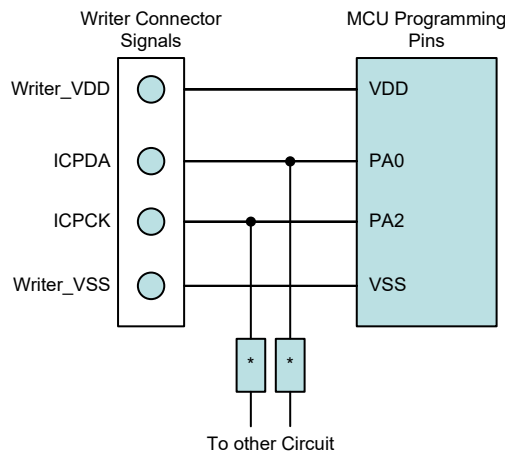 Writer Connector
Signals
MCU Programming
Pins
Writer_VDD
VDD
ICPDA
PA0
ICPCK
PA2
Writer_VSS
VSS
* *
To other Circuit